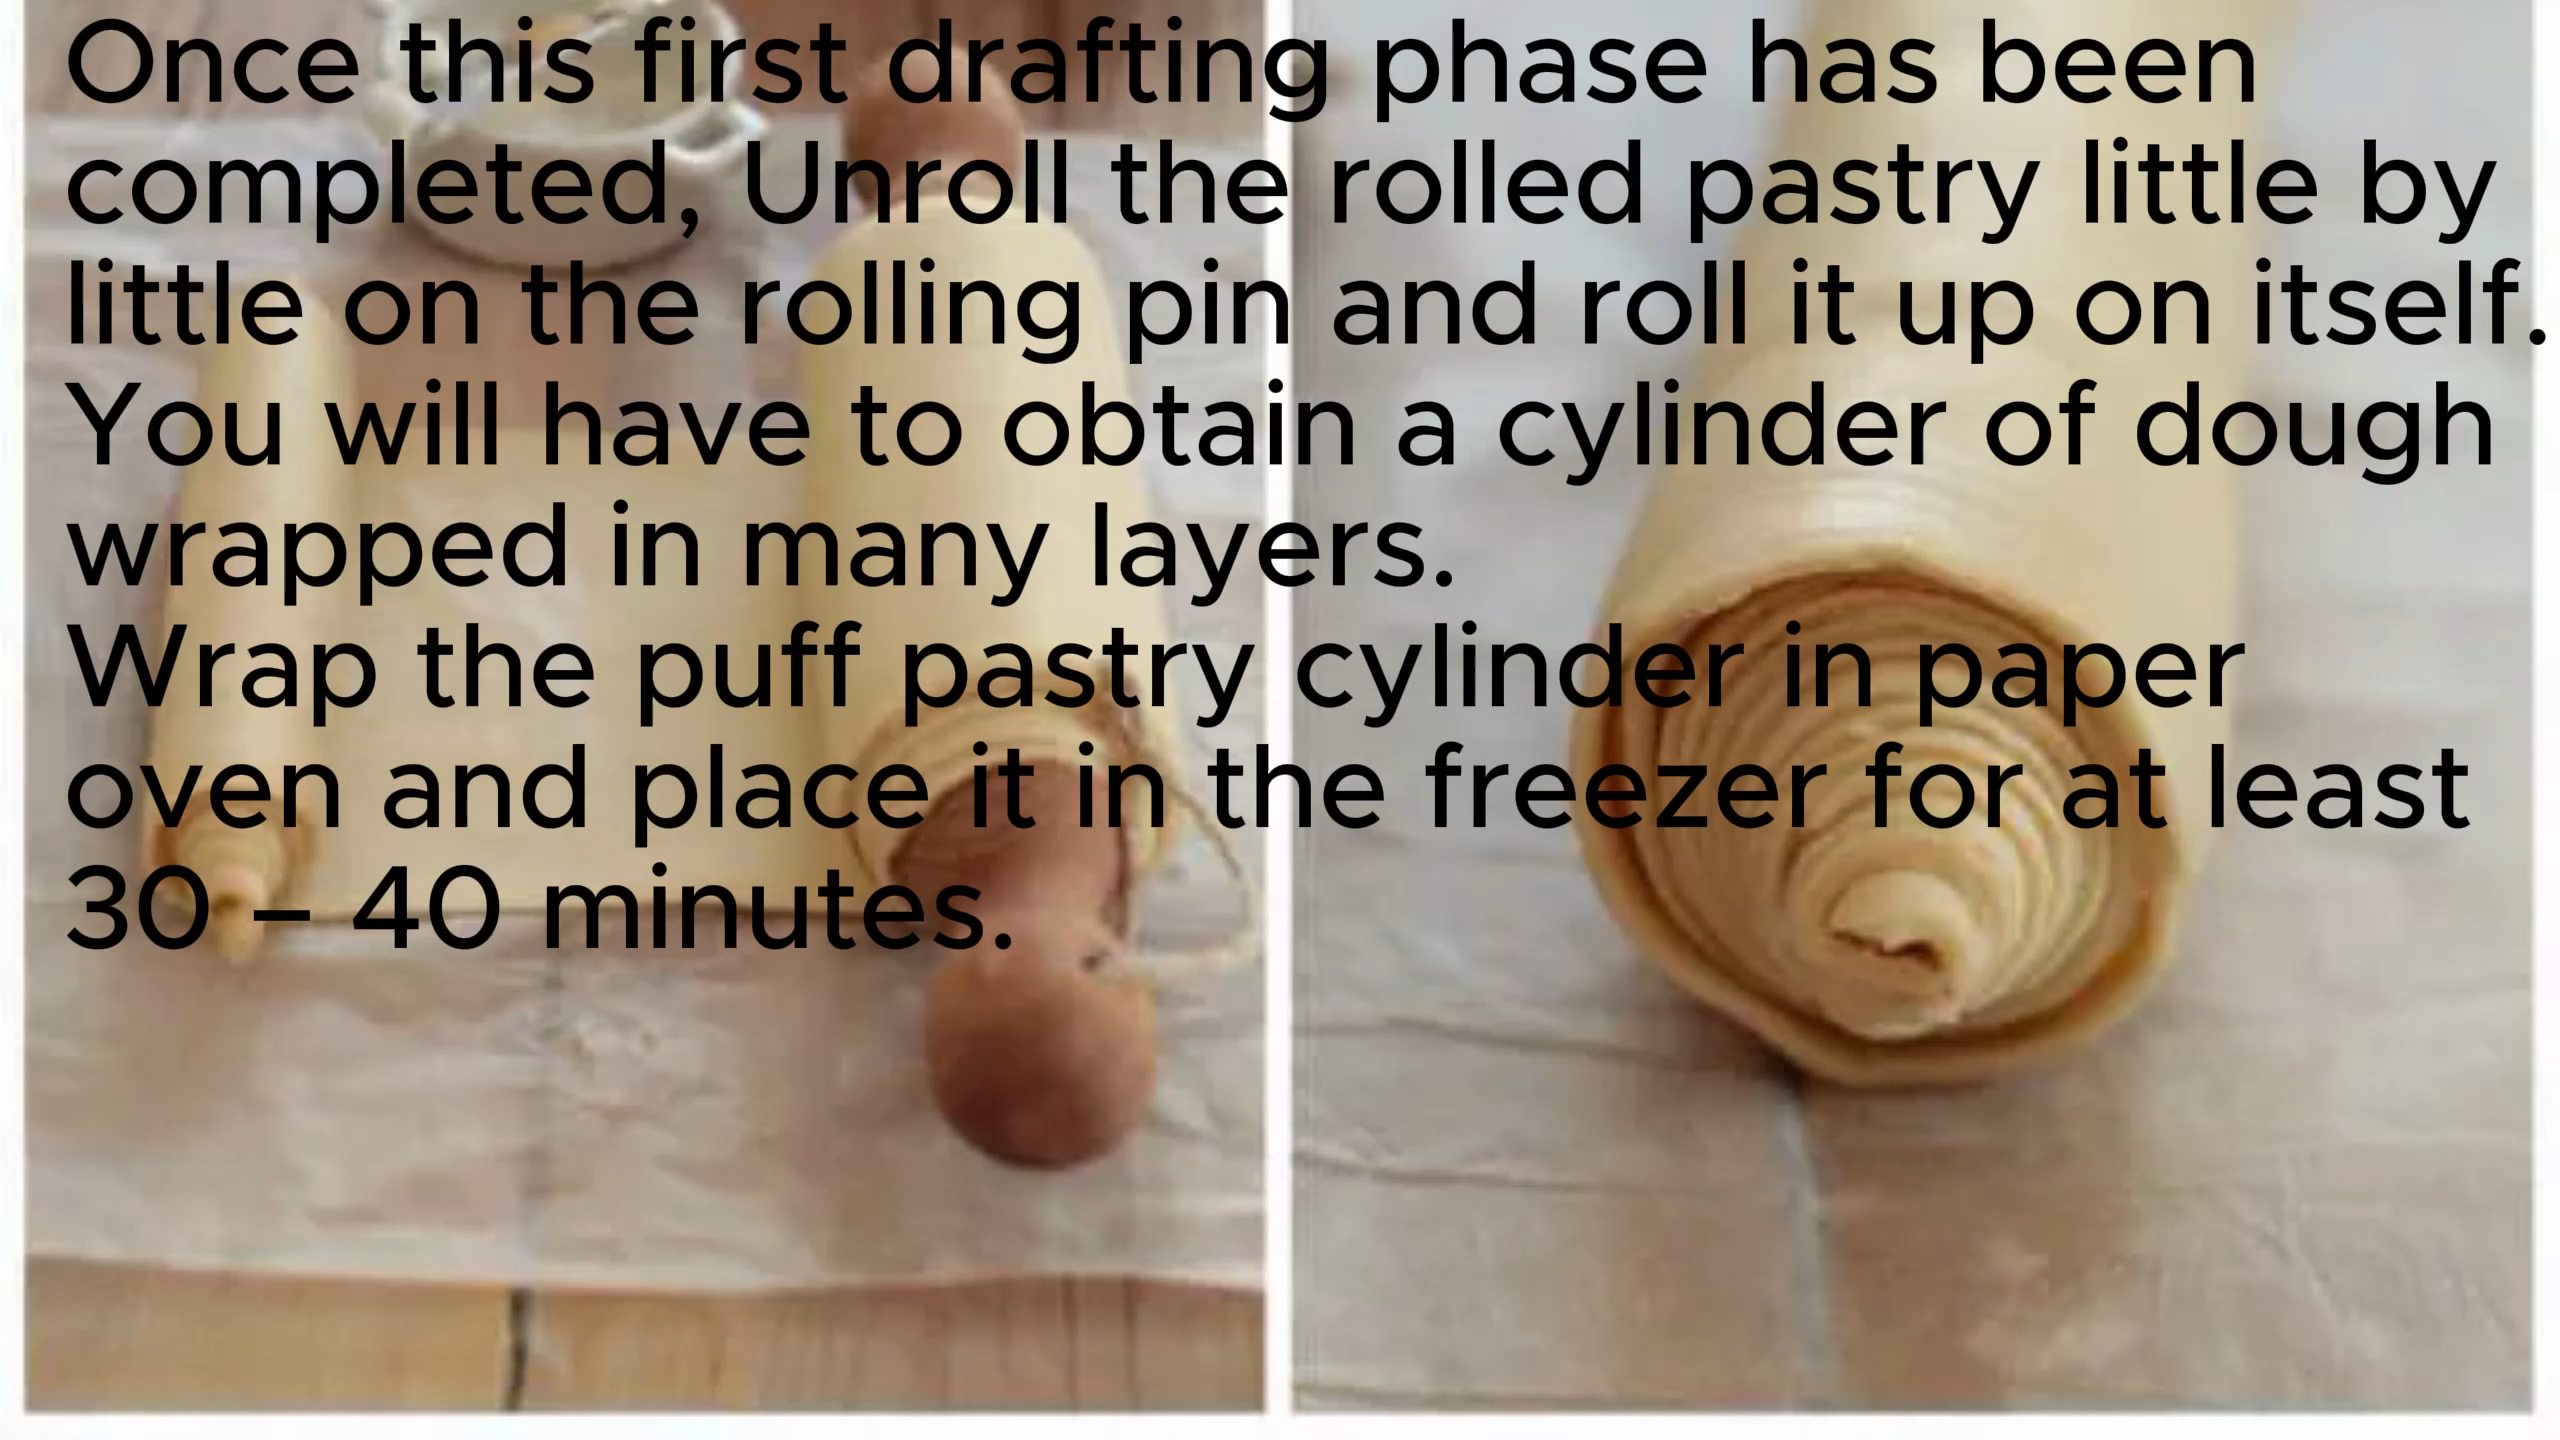 Once this first drafting phase has been
completed, Unroll the rolled pastry little by
little on the rolling pin and roll it up on itself.
You will have to obtain a cylinder of dough
wrapped in many layers.
Wrap the puff pastry cylinder in paper
oven and place it in the freezer for at least
30 – 40 minutes.